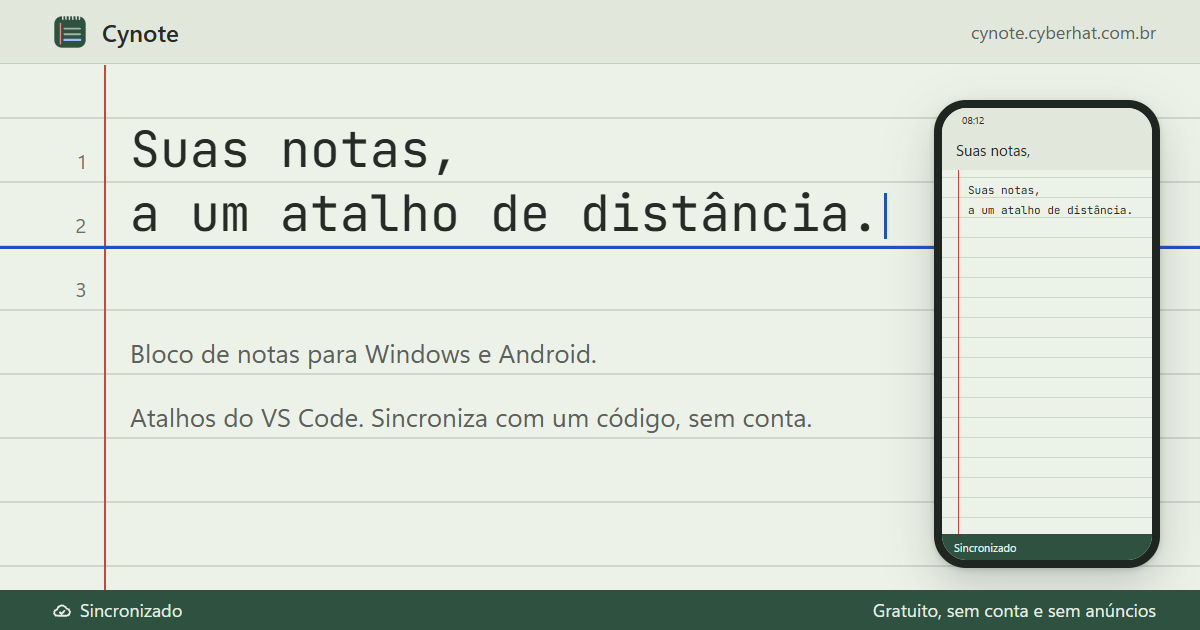 Cynote
cynote.cyberhat.com.br
1
Suas notas,
2
a um atalho de distância.
3
Bloco de notas para Windows e Android.
Atalhos do VS Code. Sincroniza com um código, sem conta.
08:12
Suas notas,
Suas notas,
a um atalho de distância.
Sincronizado
Sincronizado
Gratuito, sem conta e sem anúncios